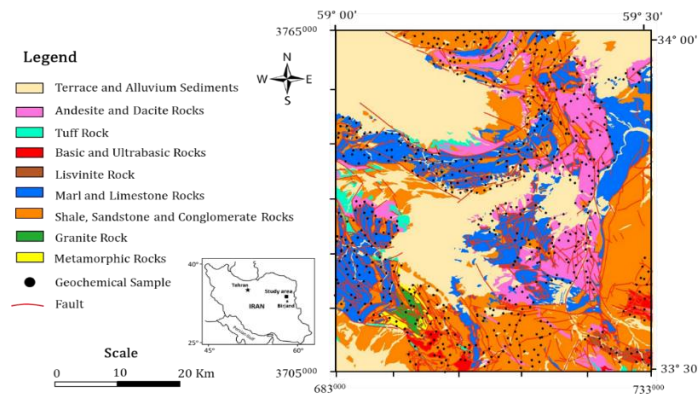 59° 00'
59° 30'
3765000
34° 00'
Legend
N
W E
S
Terrace and Alluvium Sediments
Andesite and Dacite Rocks
Tuff Rock
Basic and Ultrabasic Rocks
Lisvinite Rock
Marl and Limestone Rocks
Shale, Sandstone and Conglomerate Rocks
Granite Rock
Metamorphic Rocks
Geochemical Sample
Fault
40°
Tehran
Study area
IRAN
Birjand
25°
45° 60°
Scale
0 10 20 Km
3705000
33° 30'
683000
733000